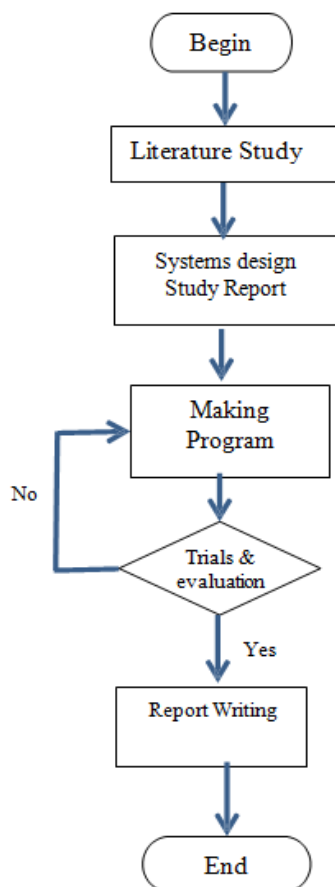 Begin
Literature Study
Systems design
Study Report
Making
Program
No
Trials &
evaluation
Yes
Report Writing
End